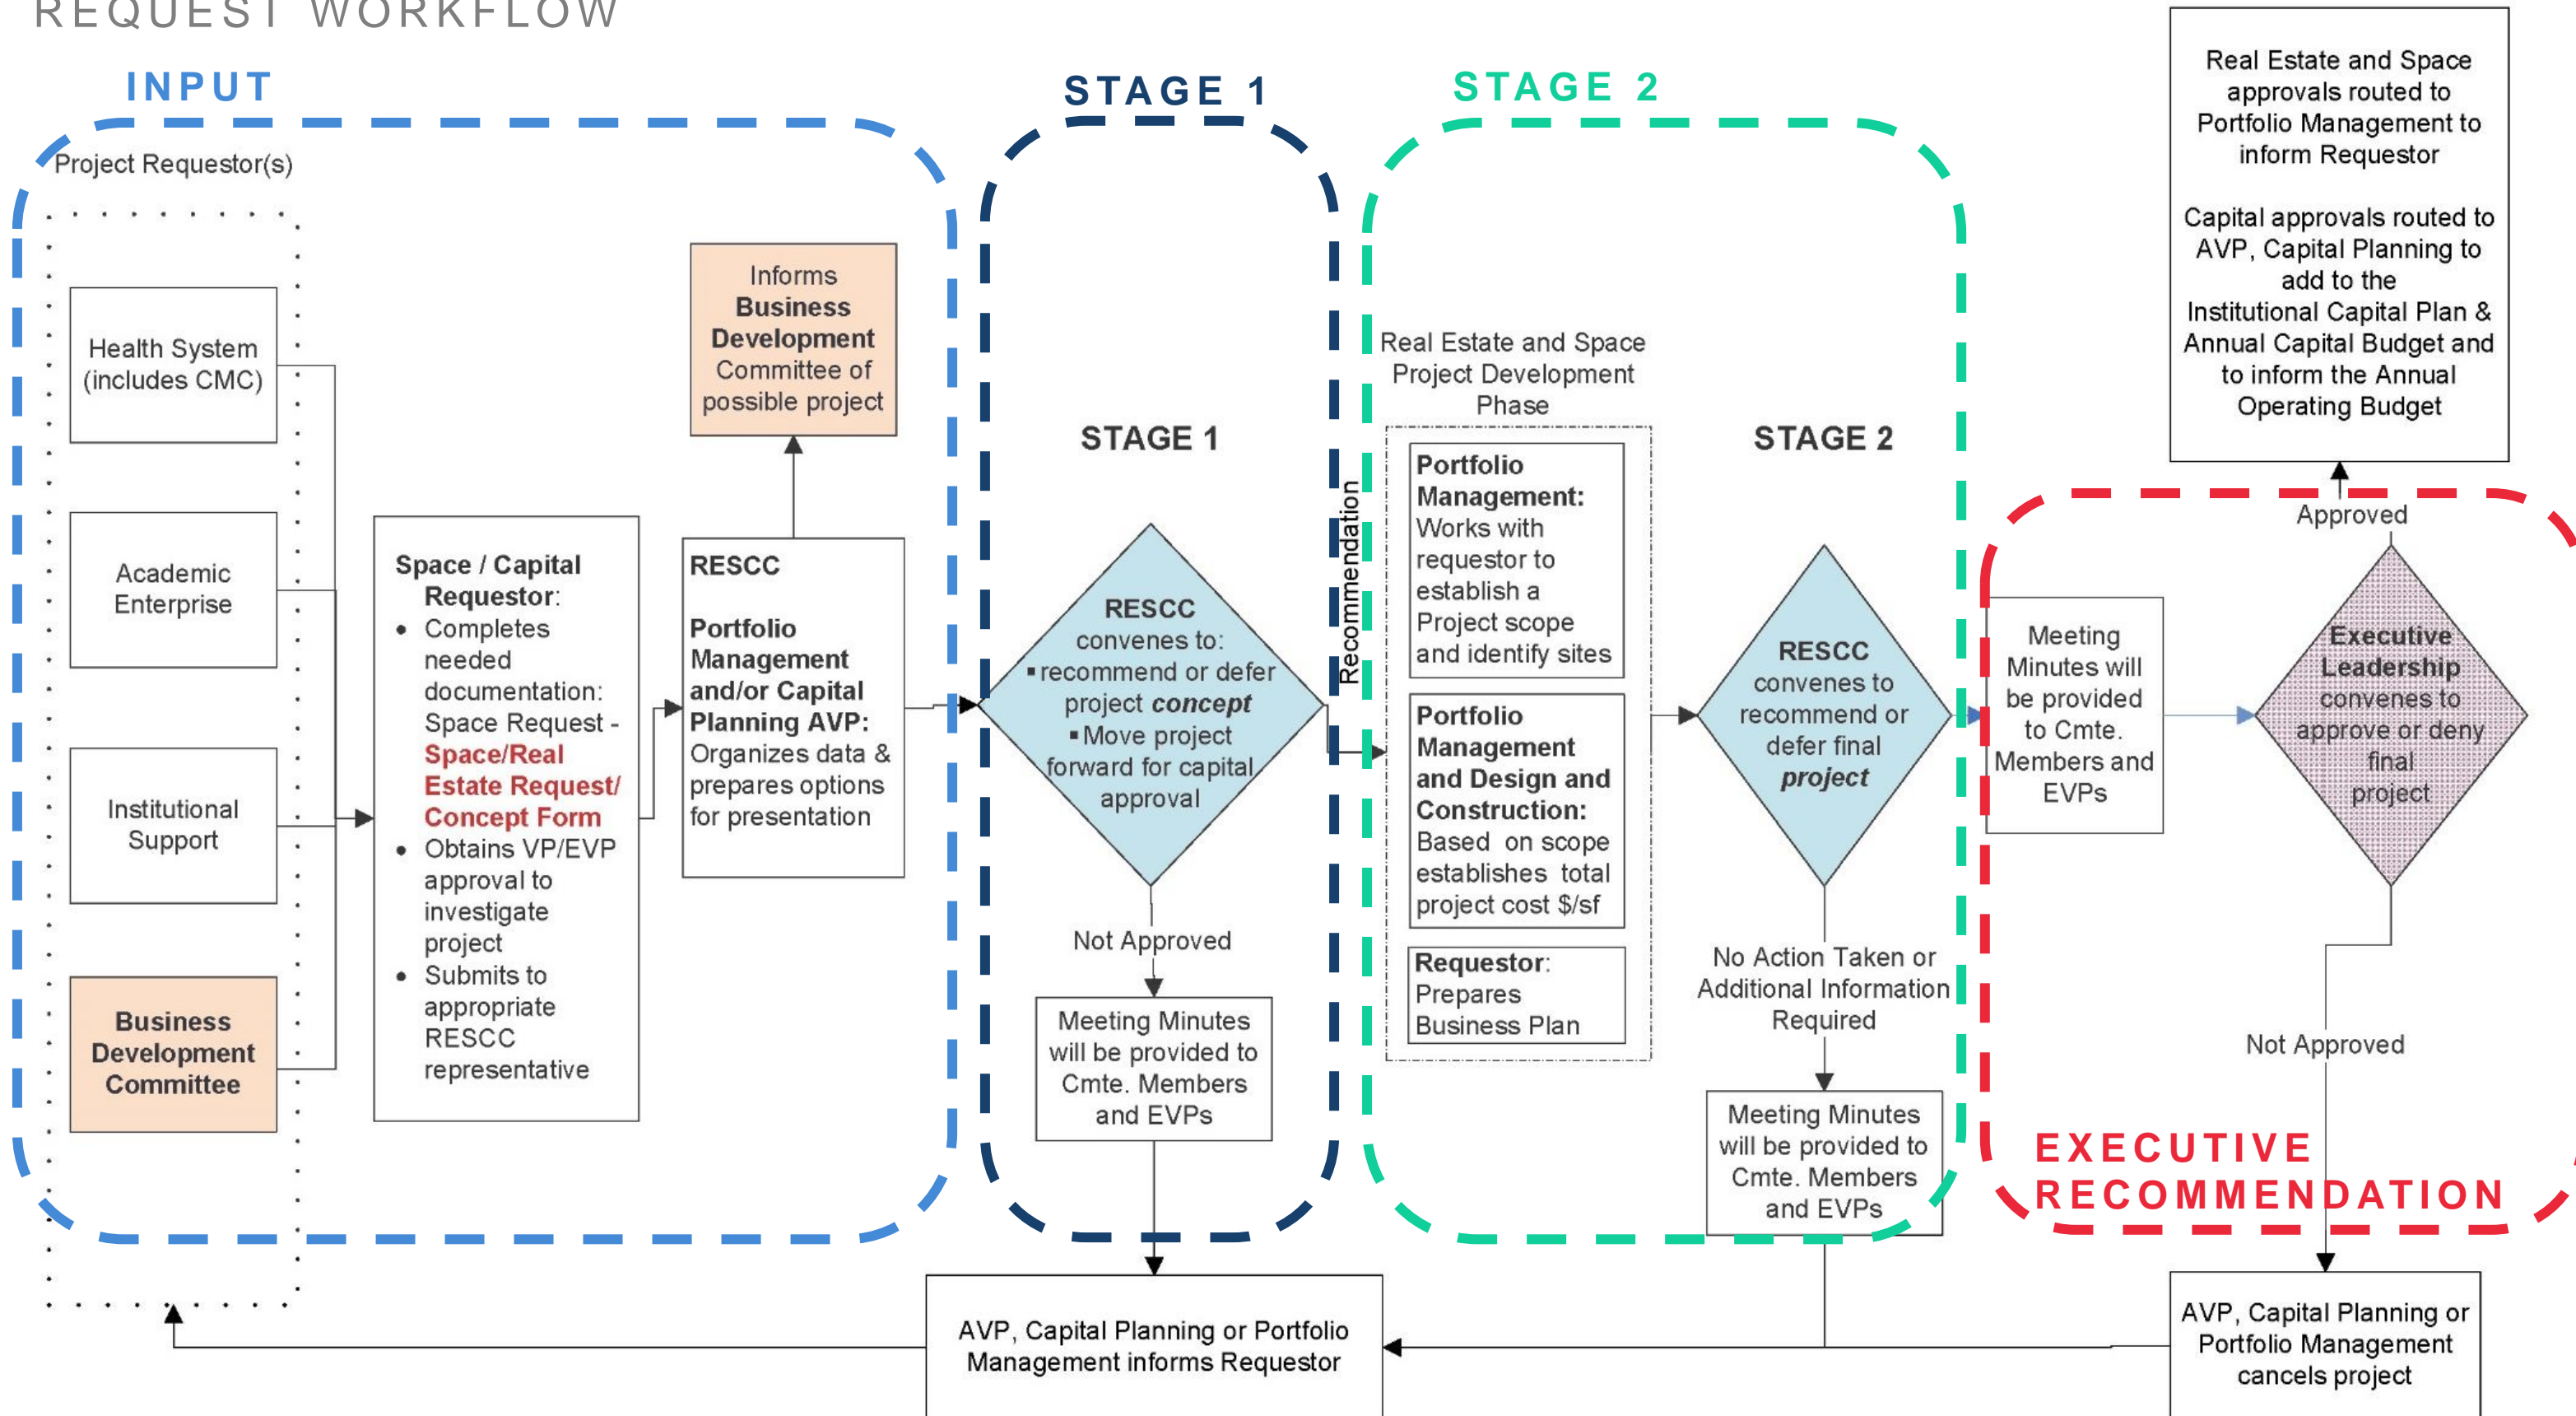 REQUEST WORKFLOW
INPUT
Project Requestor(s)
Health System
(includes CMC)
Academic
Enterprise
Institutional
Support
Business
Development
Committee
Space / Capital
Requestor:
• Completes
needed
documentation:
Space Request -
Space/Real
Estate Request/
Concept Form
• Obtains VP/EVP
approval to
investigate
project
• Submits to
appropriate
RESCC
representative
Informs
Business
Development
Committee of
possible project
RESCC
Portfolio
Management
and/or Capital
Planning AVP:
Organizes data &
prepares options
for presentation
STAGE 1
STAGE 1
RESCC
convenes to:
▪ recommend or defer
project concept
▪ Move project
forward for capital
approval
Not Approved
Meeting Minutes
will be provided to
Cmte. Members
and EVPs
Recommendation
STAGE 2
Real Estate and Space
Project Development
Phase
Portfolio
Management:
Works with
requestor to
establish a
Project scope
and identify sites
Portfolio
Management
and Design and
Construction:
Based on scope
establishes total
project cost $/sf
Requestor:
Prepares
Business Plan
STAGE 2
RESCC
convenes to
recommend or
defer final
project
No Action Taken or
Additional Information
Required
Meeting Minutes
will be provided to
Cmte. Members
and EVPs
Meeting
Minutes will
be provided
to Cmte.
Members and
EVPs
Executive
Leadership
convenes to
approve or deny
final
project
Approved
Real Estate and Space
approvals routed to
Portfolio Management to
inform Requestor
Capital approvals routed to
AVP, Capital Planning to
add to the
Institutional Capital Plan &
Annual Capital Budget and
to inform the Annual
Operating Budget
Not Approved
EXECUTIVE
RECOMMENDATION
AVP, Capital Planning or Portfolio
Management informs Requestor
AVP, Capital Planning or
Portfolio Management
cancels project